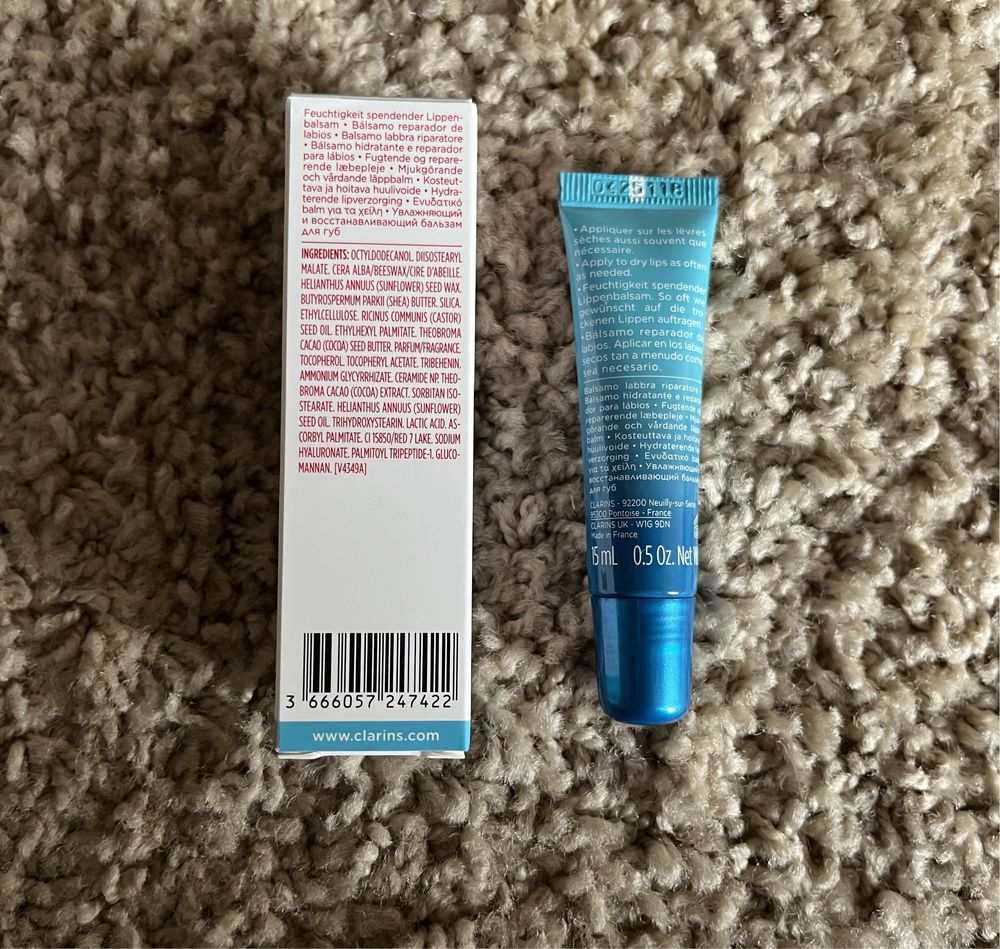 Feuchtigkeit spendender Lippen-
balsam • Bálsamo reparador de
labios • Balsamo labbra riparatore
• Bálsamo hidratante e reparador
para lábios • Fugtende og repare-
rende læbepleje • Mjukgörande
och vårdande läppbalm • Kosteut-
tava ja hoitava huulivoide • Hydra-
terende lipverzorging • Ενυδατικό
balm για τα χείλη • Увлажняющий
и восстанавливающий бальзам
для губ
INGREDIENTS: OCTYLDODECANOL. DIISOSTEARYL
MALATE. CERA ALBA/BEESWAX/CIRE D'ABEILLE.
HELIANTHUS ANNUUS (SUNFLOWER) SEED WAX.
BUTYROSPERMUM PARKII (SHEA) BUTTER. SILICA.
ETHYLCELLULOSE. RICINUS COMMUNIS (CASTOR)
SEED OIL. ETHYLHEXYL PALMITATE. THEOBROMA
CACAO (COCOA) SEED BUTTER. PARFUM/FRAGRANCE.
TOCOPHEROL. TOCOPHERYL ACETATE. TRIBEHENIN.
AMMONIUM GLYCYRRHIZATE. CERAMIDE NP. THEO-
BROMA CACAO (COCOA) EXTRACT. SORBITAN ISO-
STEARATE. HELIANTHUS ANNUUS (SUNFLOWER)
SEED OIL. TRIHYDROXYSTEARIN. LACTIC ACID. AS-
CORBYL PALMITATE. CI 15850/RED 7 LAKE. SODIUM
HYALURONATE. PALMITOYL TRIPEPTIDE-1. GLUCO-
MANNAN. [V4349A]
3 666057 247422
www.clarins.com
• Appliquer sur les lèvres
sèches aussi souvent que
nécessaire.
• Apply to dry lips as often
as needed.
• Feuchtigkeit spendender
Lippenbalsam. So oft wie
gewünscht auf die tro-
ckenen Lippen auftragen.
• Bálsamo reparador de
labios. Aplicar en los labios
secos tan a menudo como
sea necesario.
Balsamo labbra riparatore •
Bálsamo hidratante e repara-
dor para lábios • Fugtende og
reparerende læbepleje • Mjuk-
görande och vårdande läpp-
balm • Kosteuttava ja hoitava
huulivoide • Hydraterende
verzorging • Ενυδατικό balm
για τα χείλη • Увлажняющий
восстанавливающий бальзам
для губ
CLARINS - 92200 Neuilly-sur-Seine
95300 Pontoise - France
CLARINS UK - W1G 9DN
Made in France
15 mL 0.5 Oz. Net